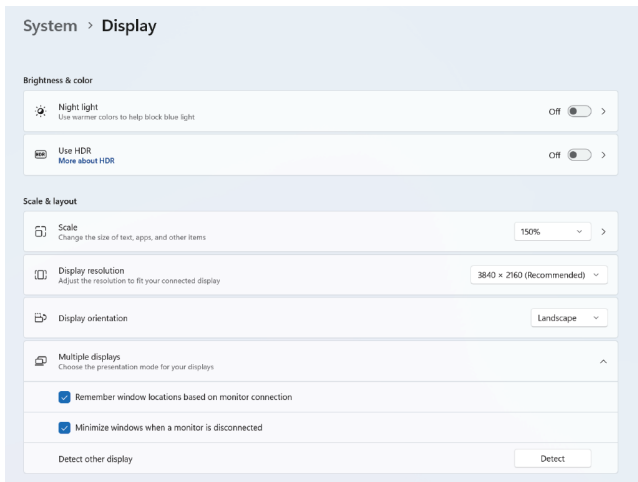 System > Display
Brightness & color
Night light
Use warmer colors to help block blue light
Off
HDR
Use HDR
More about HDR
Off
Scale & layout
Scale
Change the size of text, apps, and other items
150%
Display resolution
Adjust the resolution to fit your connected display
3840 × 2160 (Recommended)
Display orientation
Landscape
Multiple displays
Choose the presentation mode for your displays
Remember window locations based on monitor connection
Minimize windows when a monitor is disconnected
Detect other display
Detect